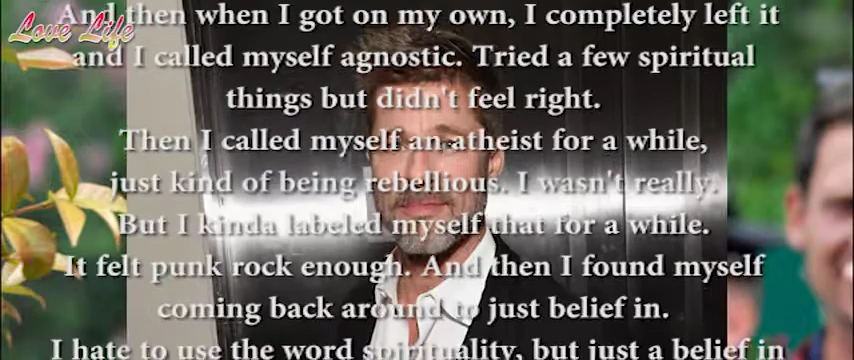 And then when I got on my own, I completely left it
Love Life
and I called myself agnostic. Tried a few spiritual
things but didn't feel right.
Then I called myself an atheist for a while,
just kind of being rebellious. I wasn't really.
But I kinda labeled myself that for a while.
It felt punk rock enough. And then I found myself
coming back around to just belief in.
I hate to use the word spirituality, but just a belief in